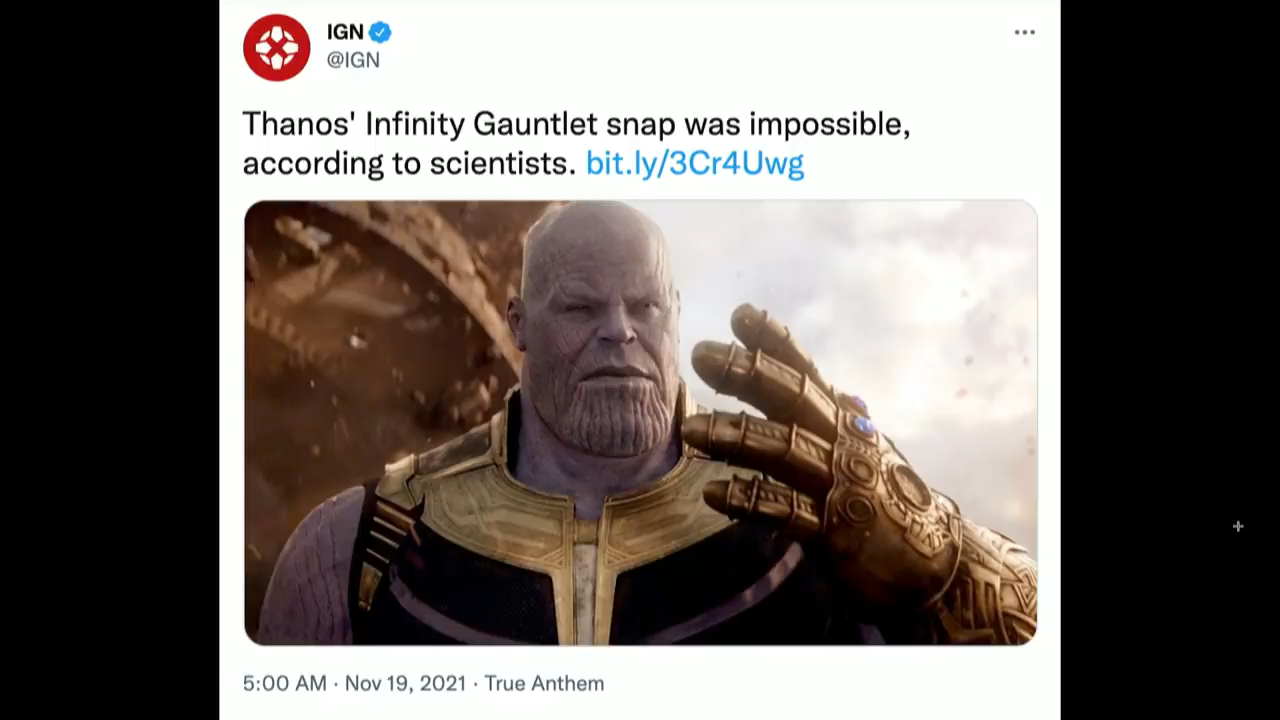 IGN
@IGN
Thanos' Infinity Gauntlet snap was impossible,
according to scientists. bit.ly/3Cr4Uwg
5:00 AM · Nov 19, 2021 · True Anthem